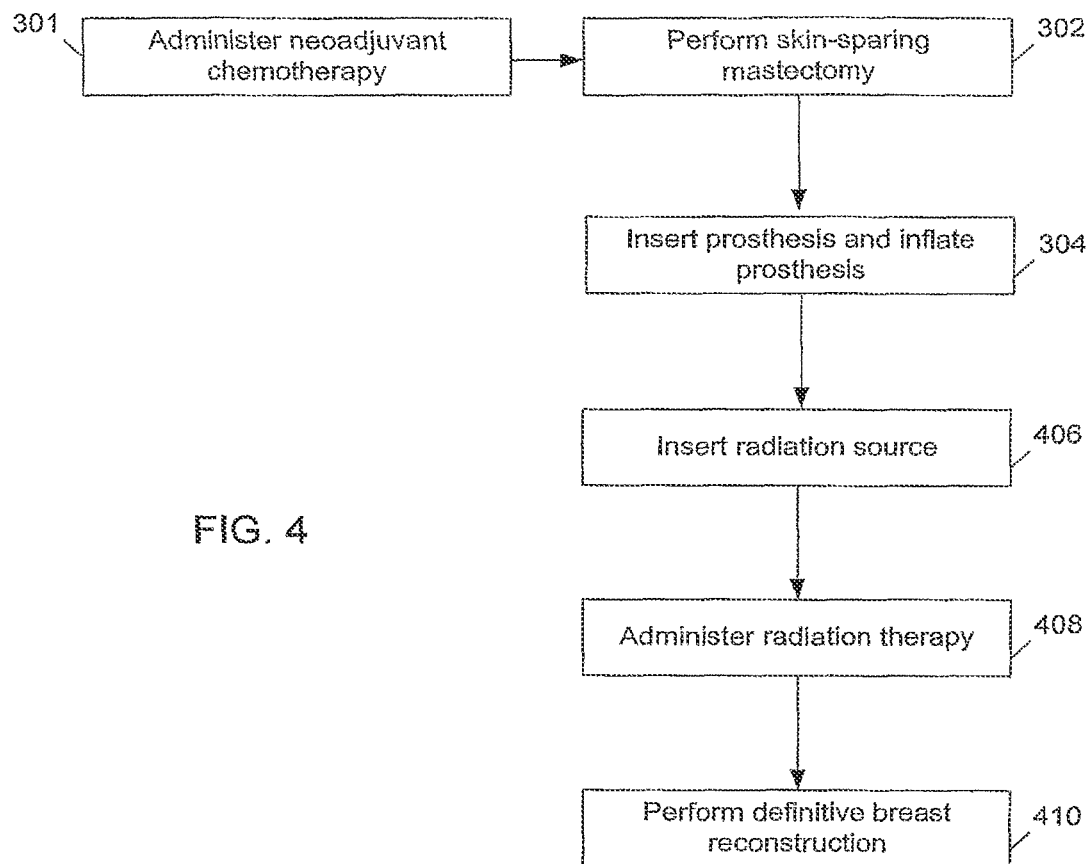 301
Administer neoadjuvant
chemotherapy
Perform skin-sparing
mastectomy
302
Insert prosthesis and inflate
prosthesis
304
Insert radiation source
406
FIG. 4
Administer radiation therapy
408
Perform definitive breast
reconstruction
410